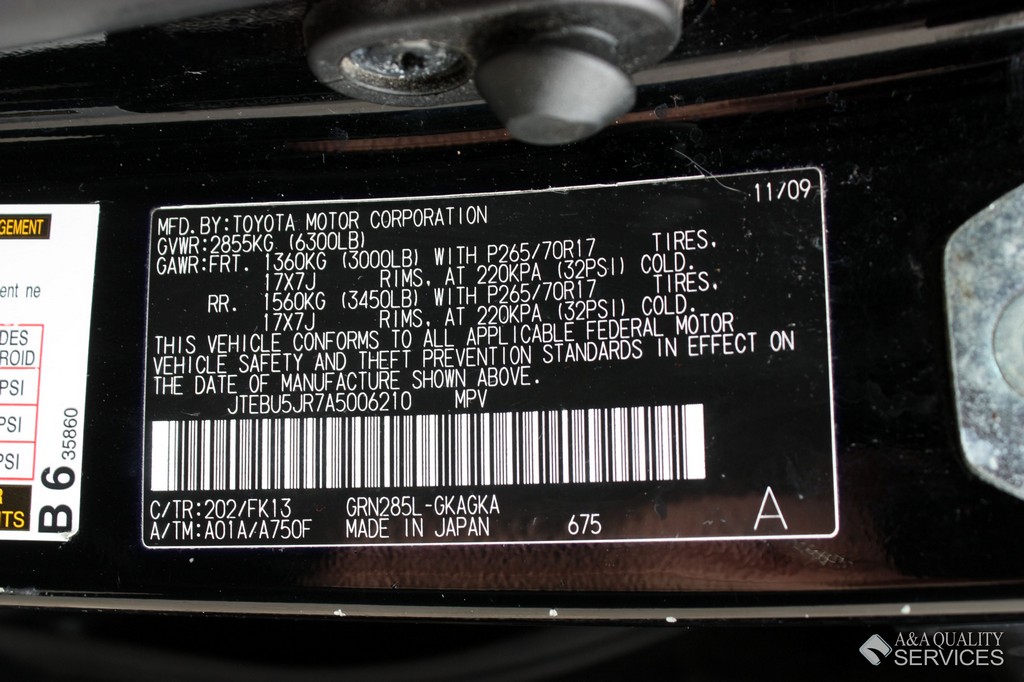 GEMENT
ent ne
DES
ROID
PSI
PSI
PSI
R
ITS
B 6 35860
11/09
MFD. BY: TOYOTA MOTOR CORPORATION
GVWR: 2855KG (6300LB)
GAWR: FRT. 1360KG (3000LB) WITH P265/70R17 TIRES,
17X7J RIMS, AT 220KPA (32PSI) COLD.
RR. 1560KG (3450LB) WITH P265/70R17 TIRES,
17X7J RIMS, AT 220KPA (32PSI) COLD.
THIS VEHICLE CONFORMS TO ALL APPLICABLE FEDERAL MOTOR
VEHICLE SAFETY AND THEFT PREVENTION STANDARDS IN EFFECT ON
THE DATE OF MANUFACTURE SHOWN ABOVE.
JTEBU5JR7A5006210 MPV
C/TR: 202/FK13 GRN285L-GKAGKA
A/TM: A01A/A750F MADE IN JAPAN 675 A
A&A QUALITY
SERVICES